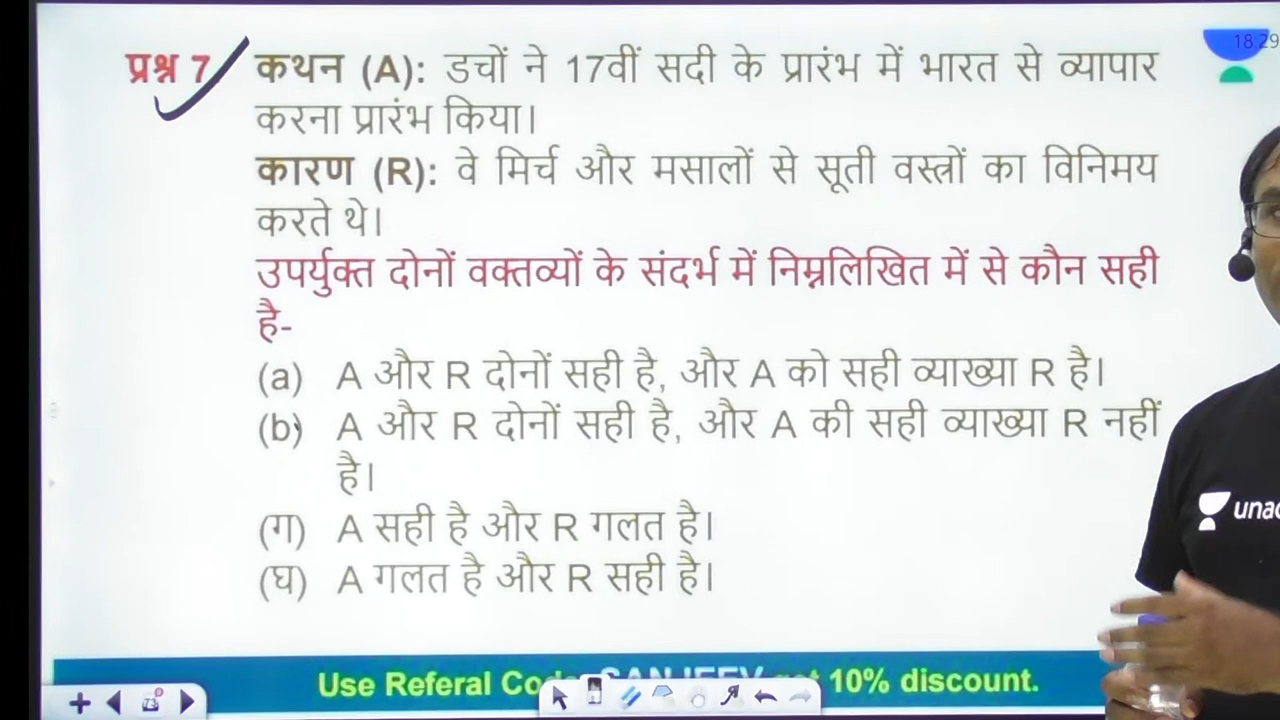 प्रश्न 7 कथन (A): डचों ने 17वीं सदी के प्रारंभ में भारत से व्यापार
18:29
करना प्रारंभ किया।
कारण (R): वे मिर्च और मसालों से सूती वस्त्रों का विनिमय
करते थे।
उपर्युक्त दोनों वक्तव्यों के संदर्भ में निम्नलिखित में से कौन सही
है-
(a) A और R दोनों सही है, और A को सही व्याख्या R है।
(b) A और R दोनों सही है, और A की सही व्याख्या R नहीं
है।
(ग) A सही है और R गलत है।
(घ) A गलत है और R सही है।
Use Referal 10% discount.